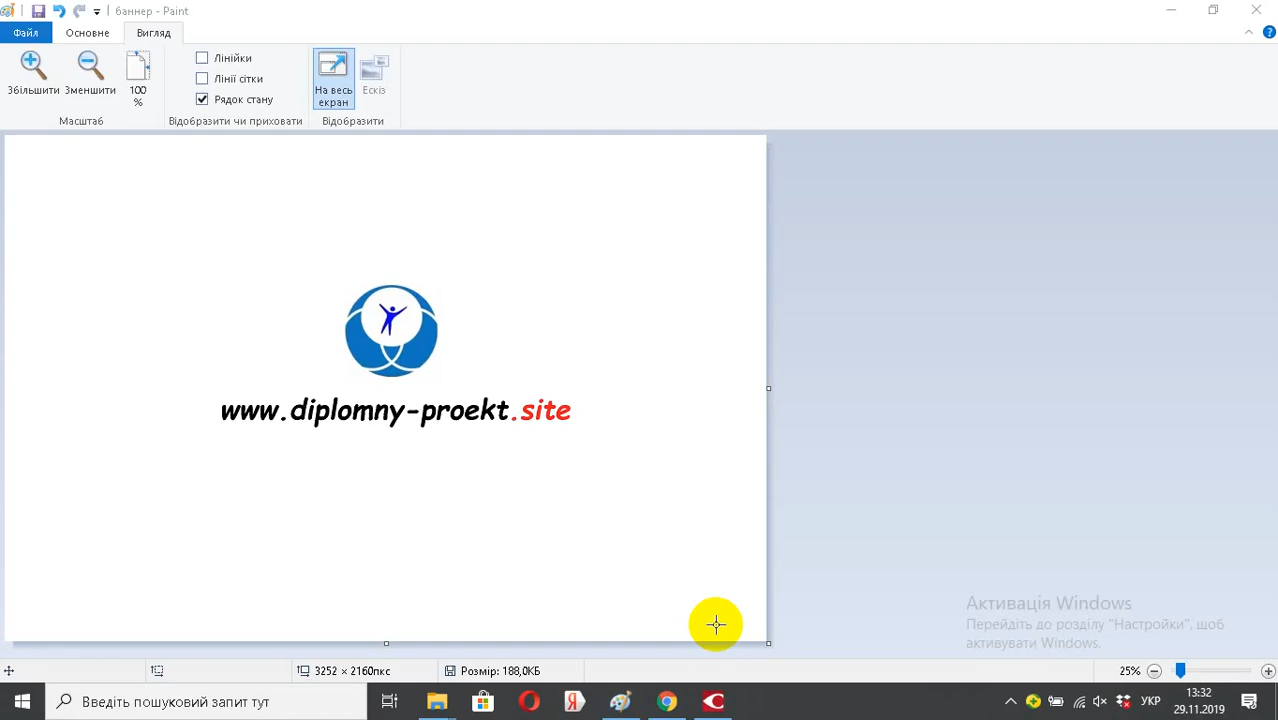 баннер - Paint
Файл Основне Вигляд
Збільшити Зменшити 100 %
Лінійки
Лінії сітки
Рядок стану
На весь екран
Ескіз
Масштаб Відобразити чи приховати Відобразити
www.diplomny-proekt.site
Активація Windows
Перейдіть до розділу "Настройки", щоб
активувати Windows.
3252 × 2160пкс Розмір: 188,0КБ 25%
Введіть пошуковий запит тут
УКР
13:32
29.11.2019